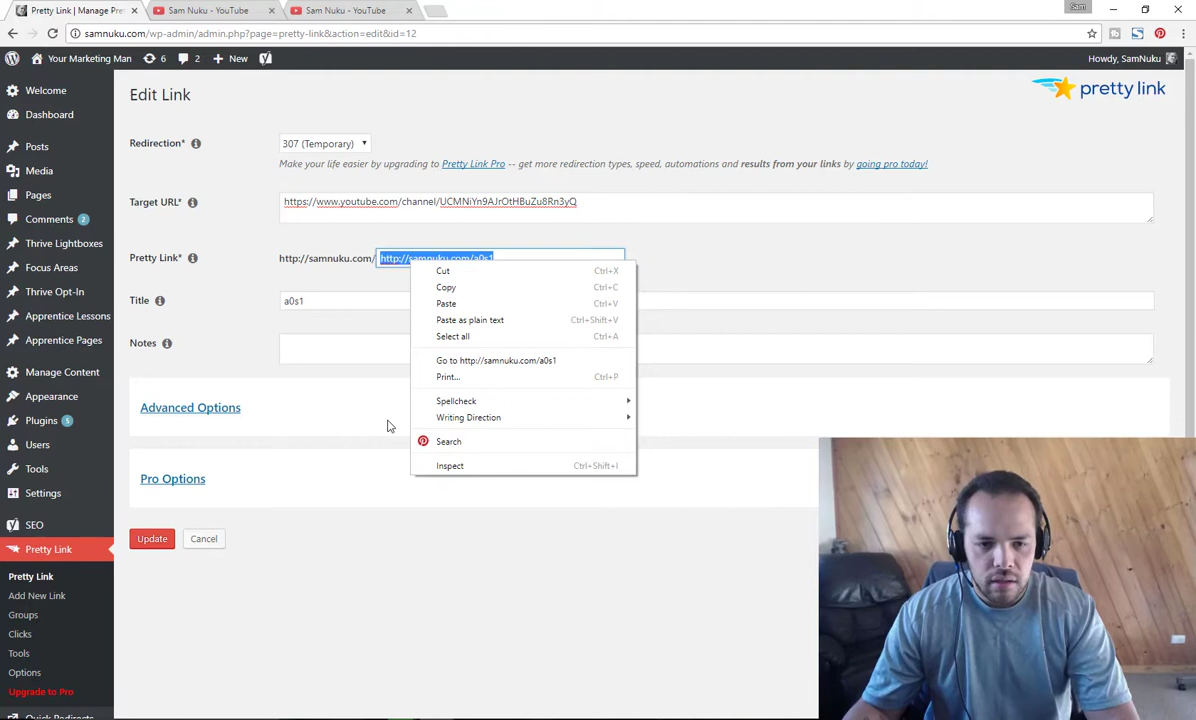 Pretty Link | Manage Pre
Sam Nuku - YouTube
Sam Nuku - YouTube
Sam
samnuku.com/wp-admin/admin.php?page=pretty-link&action=edit&id=12
Your Marketing Man
6
2
New
Howdy, SamNuku
Welcome
Dashboard
Posts
Media
Pages
Comments 2
Thrive Lightboxes
Focus Areas
Thrive Opt-In
Apprentice Lessons
Apprentice Pages
Manage Content
Appearance
Plugins 5
Users
Tools
Settings
SEO
Pretty Link
Pretty Link
Add New Link
Groups
Clicks
Tools
Options
Upgrade to Pro
Quick Redirects
Edit Link
pretty link
Redirection*
307 (Temporary)
Make your life easier by upgrading to Pretty Link Pro -- get more redirection types, speed, automations and results from your links by going pro today!
Target URL*
https://www.youtube.com/channel/UCMNiYn9AJrOtHBuZu8Rn3yQ
Pretty Link*
http://samnuku.com/ http://samnuku.com/a0s1
Title
a0s1
Notes
Advanced Options
Pro Options
Update
Cancel
Cut Ctrl+X
Copy Ctrl+C
Paste Ctrl+V
Paste as plain text Ctrl+Shift+V
Select all Ctrl+A
Go to http://samnuku.com/a0s1
Print... Ctrl+P
Spellcheck
Writing Direction
Search
Inspect Ctrl+Shift+I